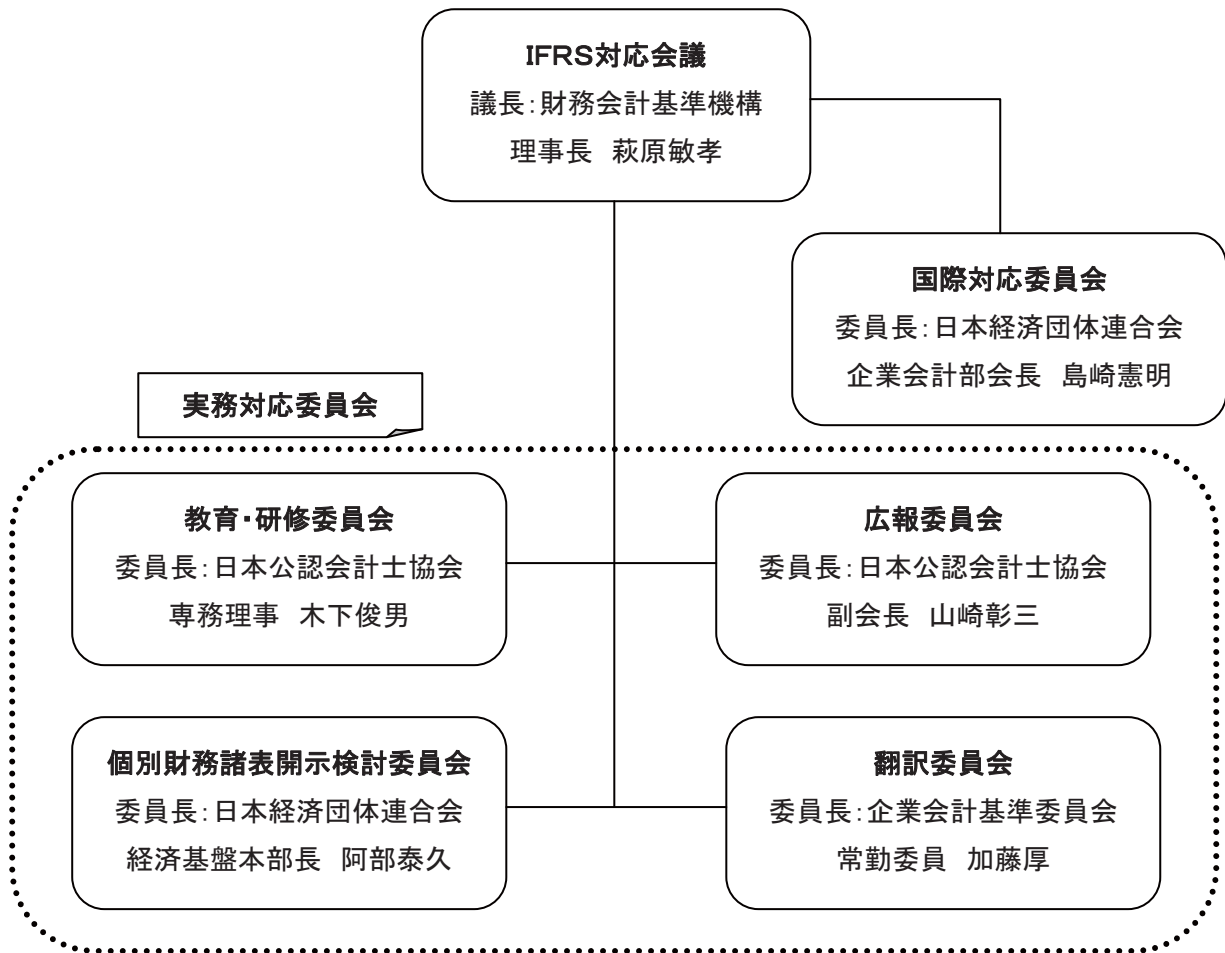 IFRS対応会議
議長:財務会計基準機構
理事長 萩原敏孝
国際対応委員会
委員長:日本経済団体連合会
企業会計部会長 島崎憲明
実務対応委員会
教育・研修委員会
委員長:日本公認会計士協会
専務理事 木下俊男
広報委員会
委員長:日本公認会計士協会
副会長 山崎彰三
個別財務諸表開示検討委員会
委員長:日本経済団体連合会
経済基盤本部長 阿部泰久
翻訳委員会
委員長:企業会計基準委員会
常勤委員 加藤厚